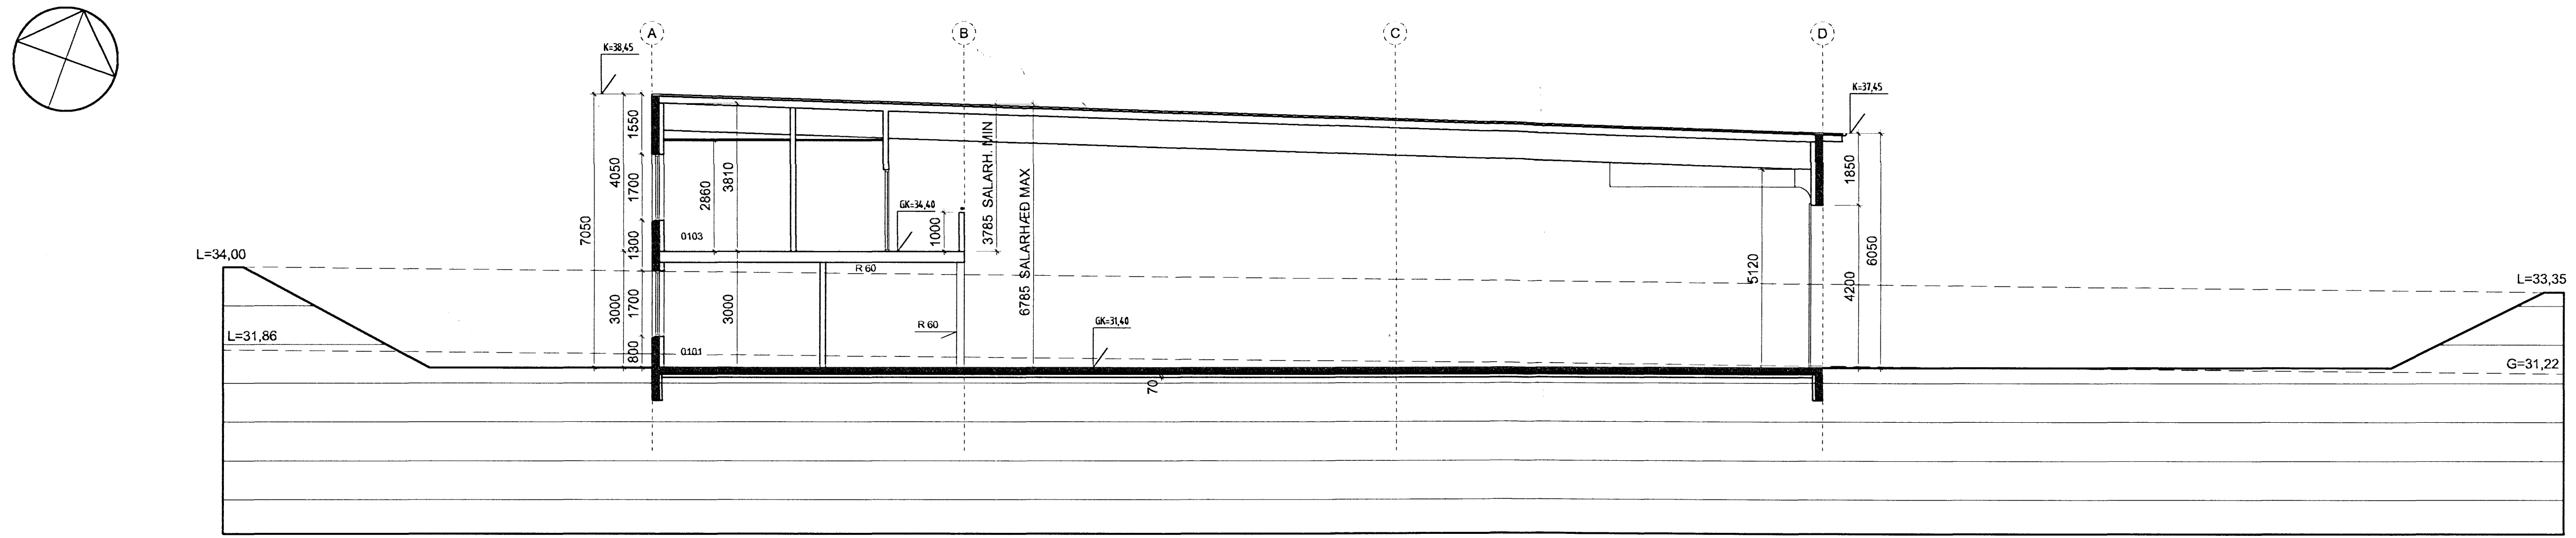 A
B
C
D
K=38,45
K=37,45
1550
4050
1700
7050
2860
3810
GK=34,40
1000
3785 SALARH. MIN
6785 SALARHÆÐ MAX
1850
6050
5120
4200
1300
0103
L=34,00
L=33,35
R 60
3000
1700
3000
R 60
GK=31,40
L=31,86
800
0101
G=31,22
70